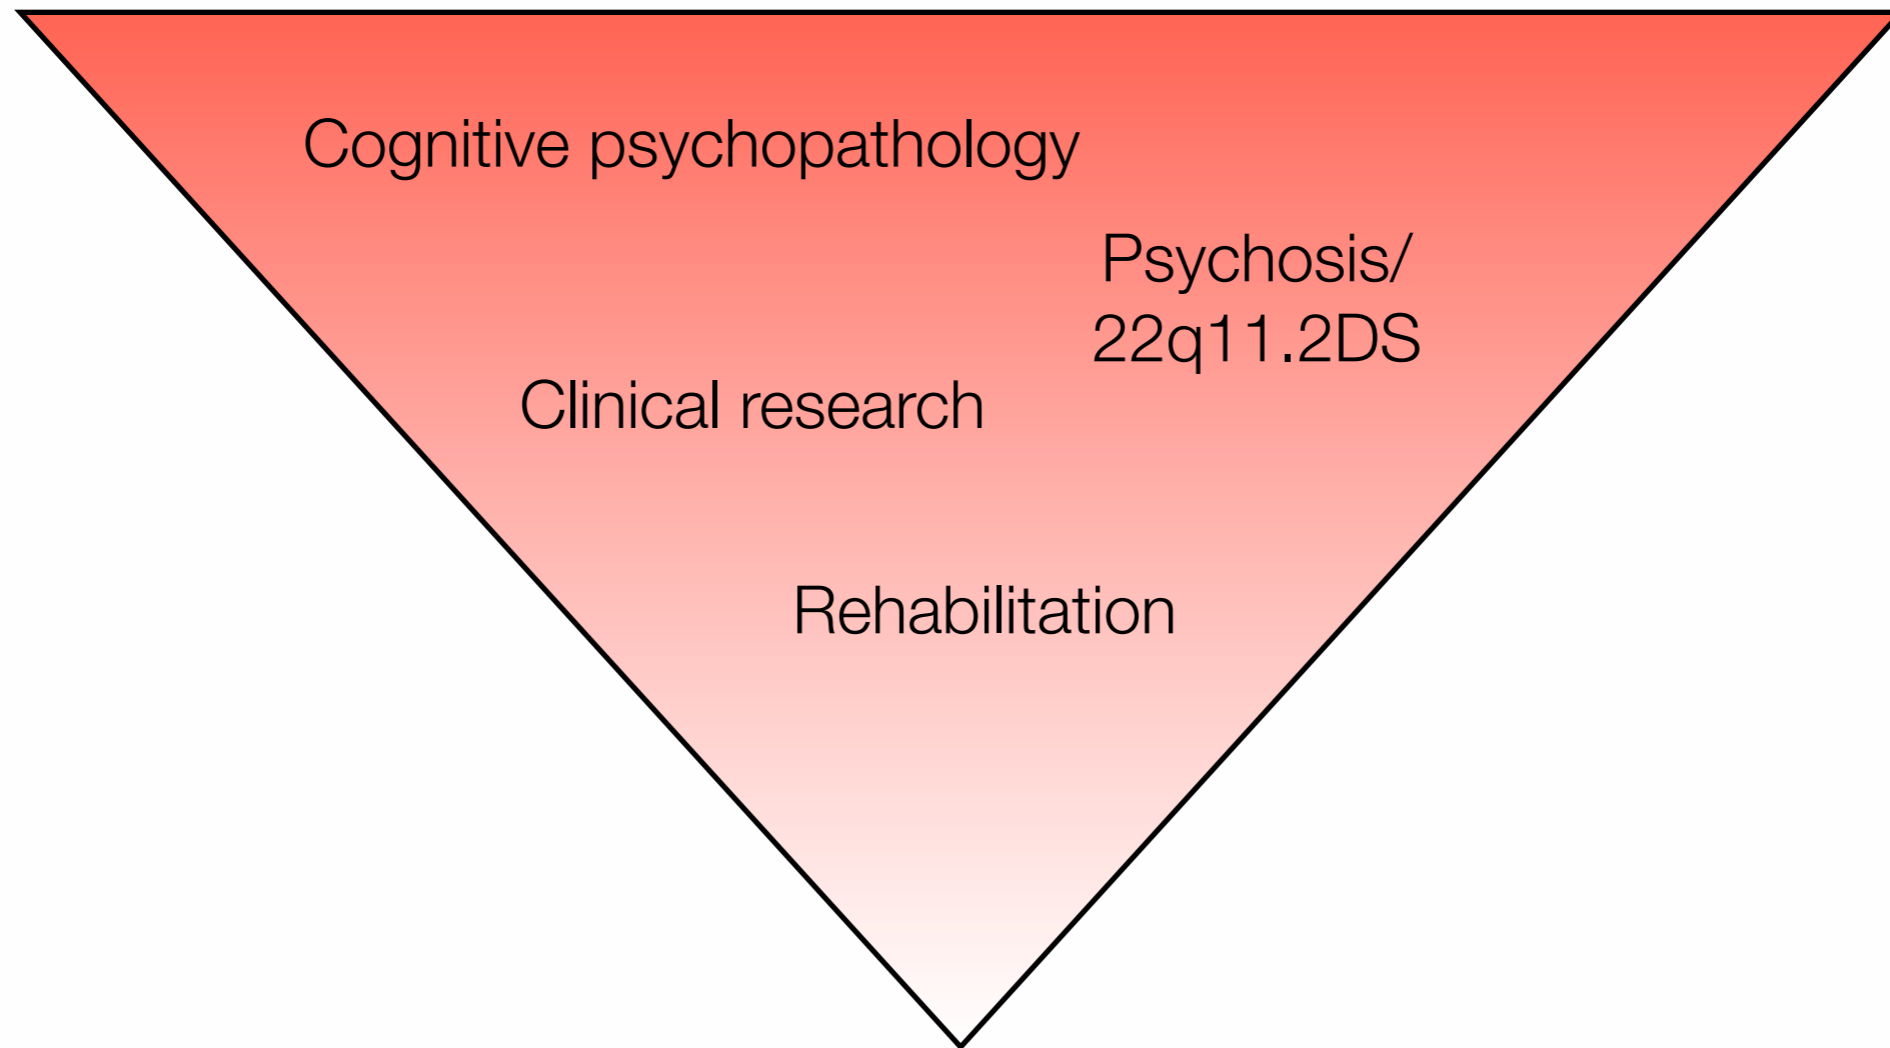 Cognitive psychopathology
Psychosis/
22q11.2DS
Clinical research
Rehabilitation